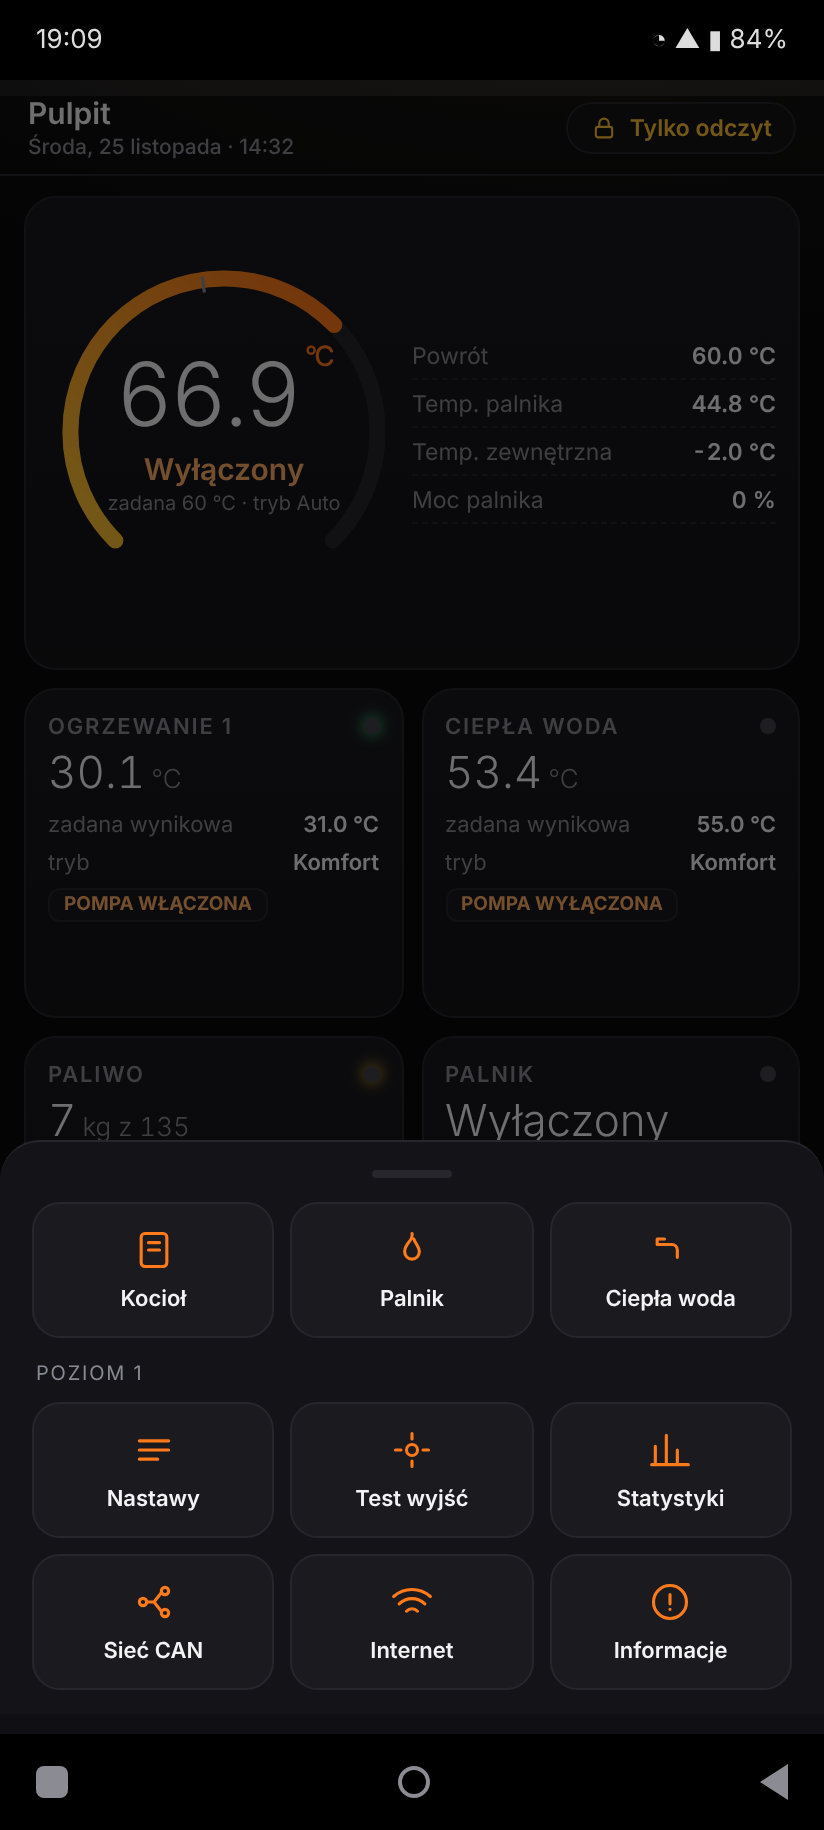 19:09
84%
Pulpit
Środa, 25 listopada · 14:32
Tylko odczyt
66.9 °C
Wyłączony
zadana 60 °C · tryb Auto
Powrót 60.0 °C
Temp. palnika 44.8 °C
Temp. zewnętrzna -2.0 °C
Moc palnika 0 %
OGRZEWANIE 1
30.1 °C
zadana wynikowa 31.0 °C
tryb Komfort
POMPA WŁĄCZONA
CIEPŁA WODA
53.4 °C
zadana wynikowa 55.0 °C
tryb Komfort
POMPA WYŁĄCZONA
PALIWO
7 kg z 135
PALNIK
Wyłączony
Kocioł
Palnik
Ciepła woda
POZIOM 1
Nastawy
Test wyjść
Statystyki
Sieć CAN
Internet
Informacje